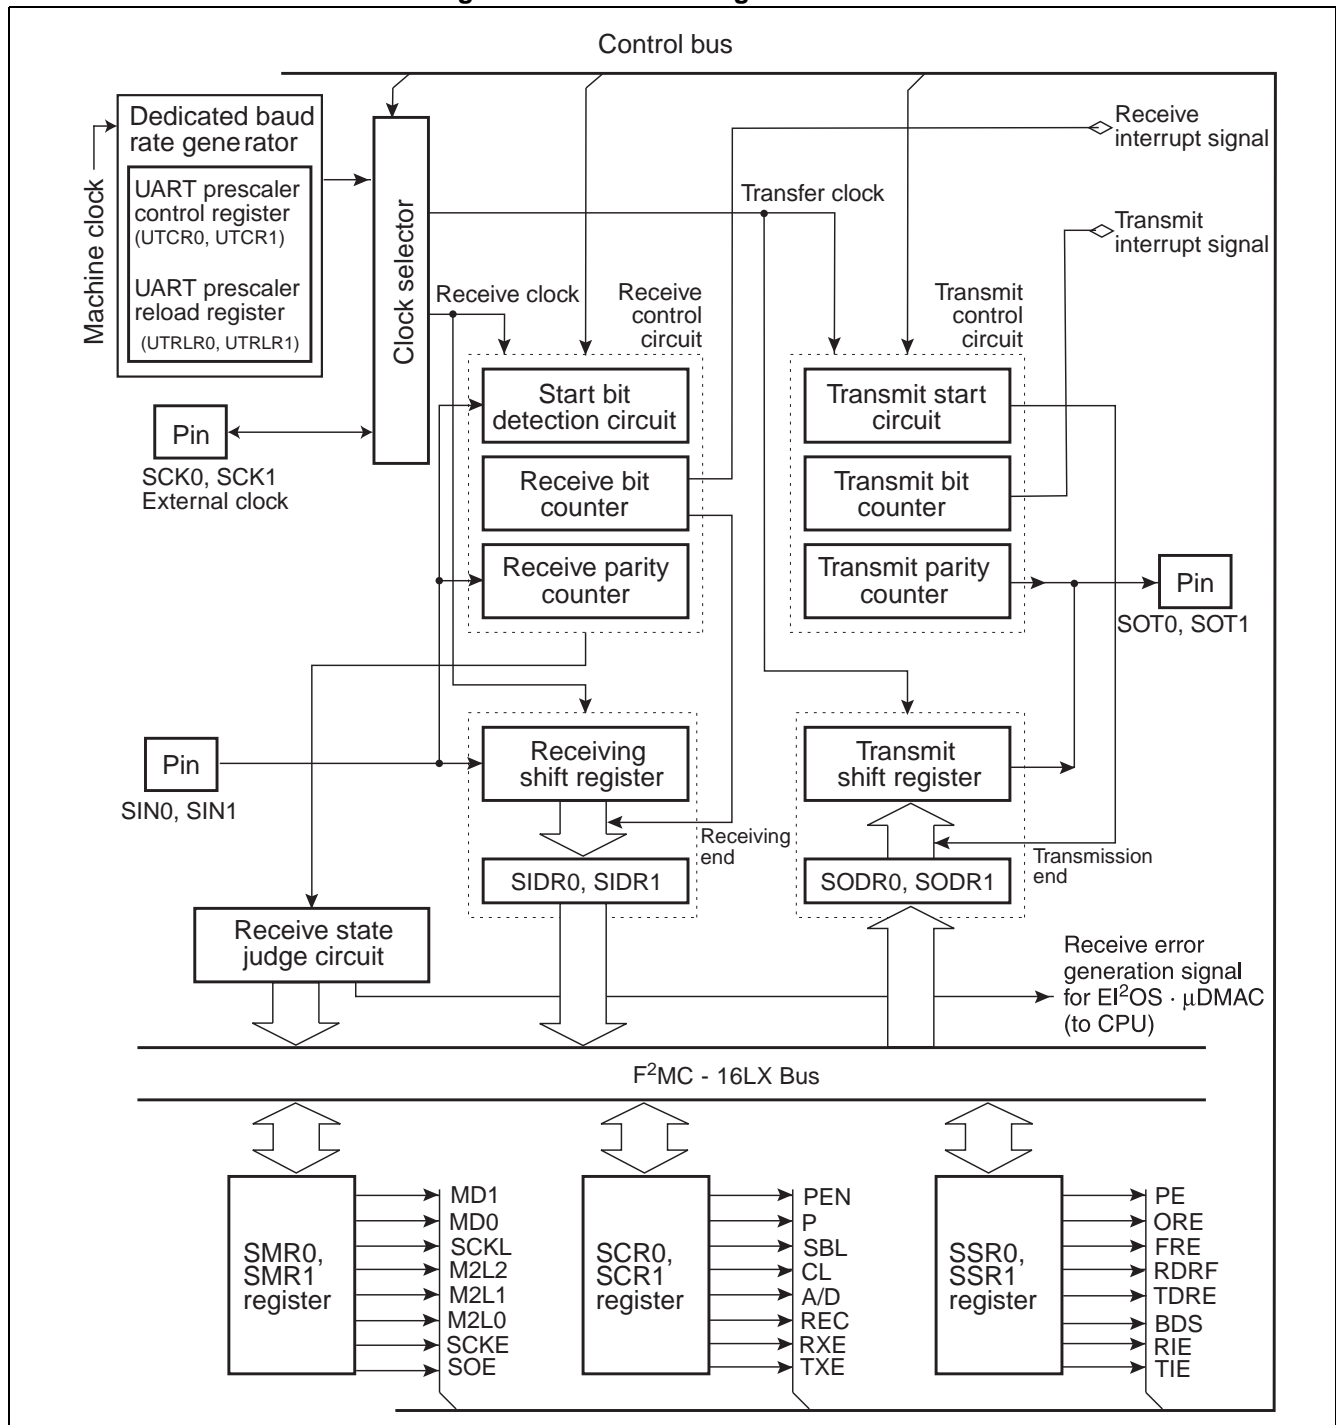 Control bus
Dedicated baud
rate generator
UART prescaler
control register
(UTCR0, UTCR1)
UART prescaler
reload register
(UTRLR0, UTRLR1)
Machine clock
Clock selector
Receive
interrupt signal
Transfer clock
Transmit
interrupt signal
Receive clock
Receive
control
circuit
Transmit
control
circuit
Start bit
detection circuit
Transmit start
circuit
Pin
SCK0, SCK1
External clock
Receive bit
counter
Transmit bit
counter
Receive parity
counter
Transmit parity
counter
Pin
SOT0, SOT1
Pin
SIN0, SIN1
Receiving
shift register
Transmit
shift register
Receiving
end
Transmission
end
SIDR0, SIDR1
SODR0, SODR1
Receive state
judge circuit
Receive error
generation signal
for EI²OS · µDMAC
(to CPU)
F²MC - 16LX Bus
SMR0,
SMR1
register
MD1
MD0
SCKL
M2L2
M2L1
M2L0
SCKE
SOE
SCR0,
SCR1
register
PEN
P
SBL
CL
A/D
REC
RXE
TXE
SSR0,
SSR1
register
PE
ORE
FRE
RDRF
TDRE
BDS
RIE
TIE